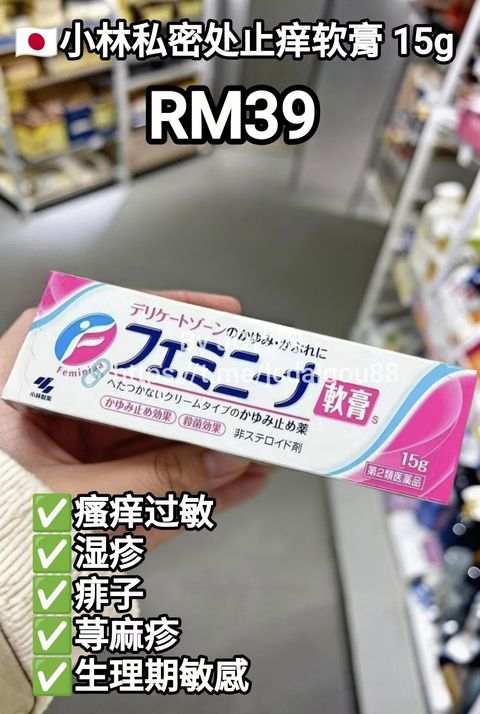 🇯🇵小林私密处止痒软膏 15g
RM39
デリケートゾーンのかゆみ・かぶれに
Feminina
フェミニーナ
軟膏s
小林製薬
べたつかないクリームタイプのかゆみ止め薬
かゆみ止め効果 殺菌効果 非ステロイド剤
15g
第2類医薬品
✅瘙痒过敏
✅湿疹
✅痱子
✅荨麻疹
✅生理期敏感